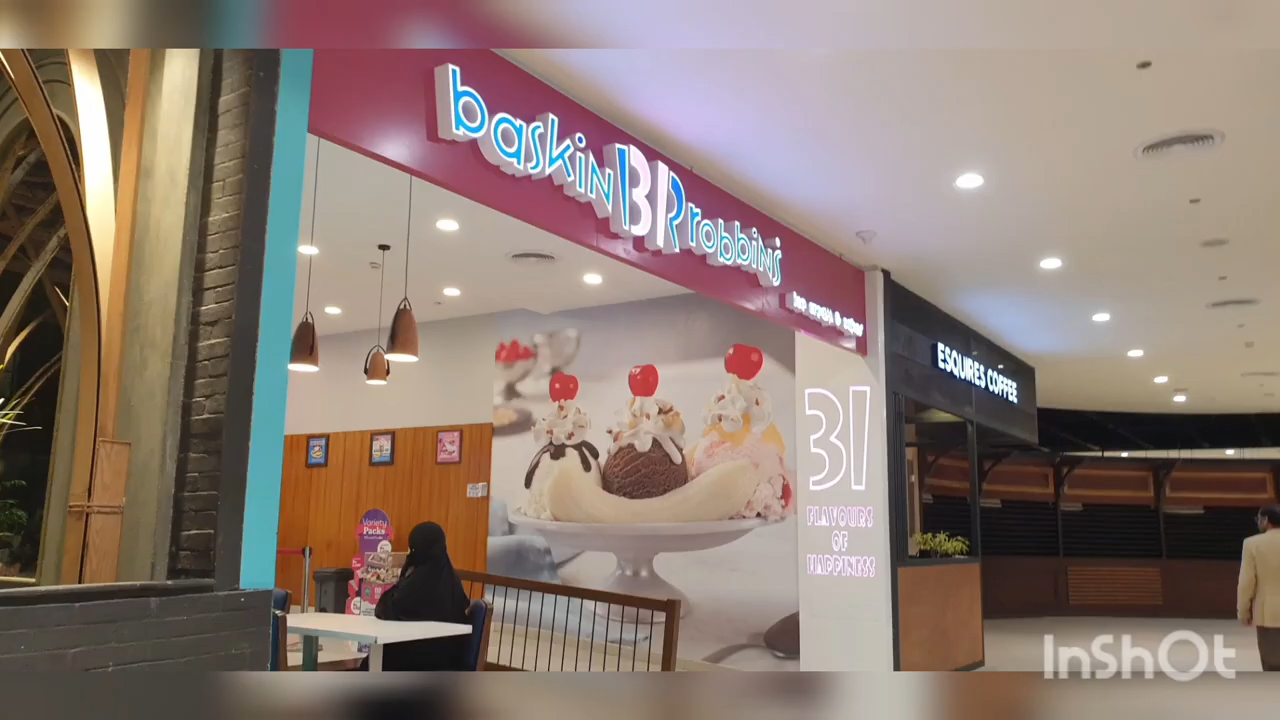 baskin BR robbins
ESQUIRES COFFEE
31
FLAVOURS
OF
HAPPINESS
Variety
Packs
InShOt